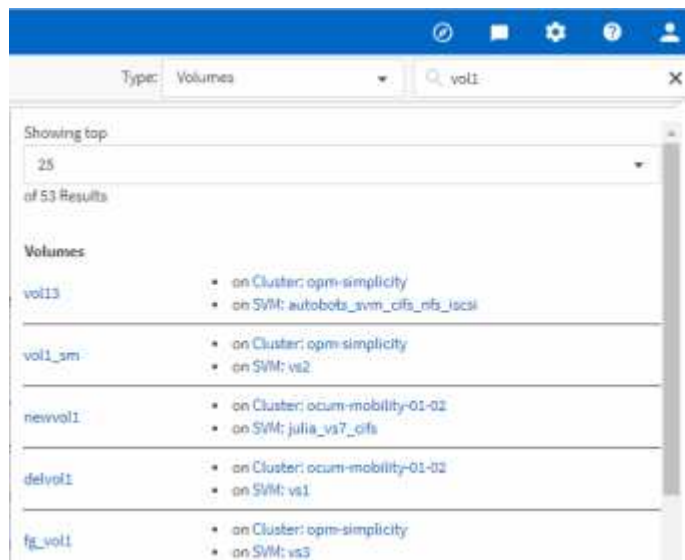 Type: Volumes vol1
Showing top
25
of 53 Results
Volumes
vol13
on Cluster: opm-simplicity
on SVM: autobots_svm_cifs_nfs_iscsi
vol1_sm
on Cluster: opm-simplicity
on SVM: vs2
newvol1
on Cluster: ocum-mobility-01-02
on SVM: julia_vs7_cifs
delvol1
on Cluster: ocum-mobility-01-02
on SVM: vs1
fg_vol1
on Cluster: opm-simplicity
on SVM: vs3